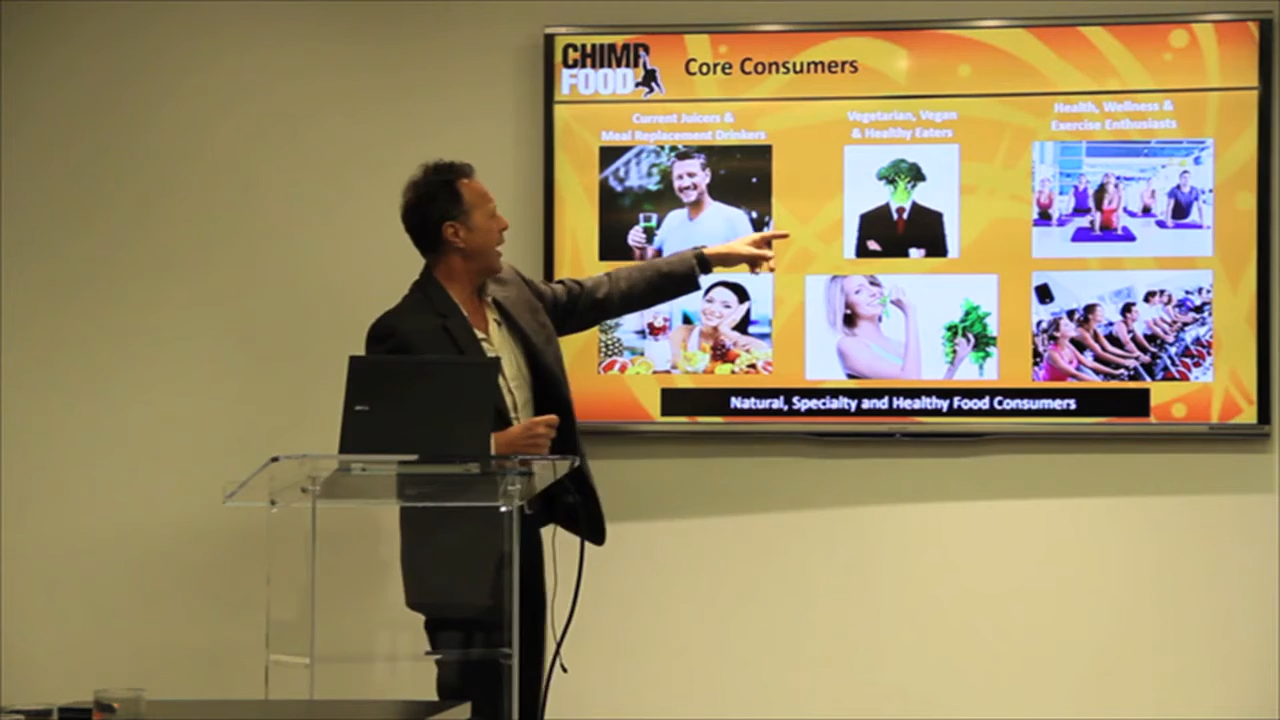 CHIMP
FOOD
Core Consumers
Current Juicers &
Meal Replacement Drinkers
Vegetarian, Vegan
& Healthy Eaters
Health, Wellness &
Exercise Enthusiasts
Natural, Specialty and Healthy Food Consumers